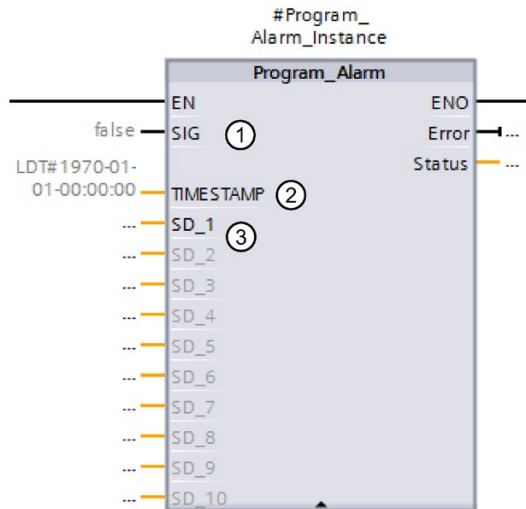 #Program_
Alarm_Instance
Program_Alarm
EN ENO
false SIG 1 Error ...
LDT#1970-01- Status ...
01-00:00:00 TIMESTAMP 2
... SD_1 3
... SD_2
... SD_3
... SD_4
... SD_5
... SD_6
... SD_7
... SD_8
... SD_9
... SD_10